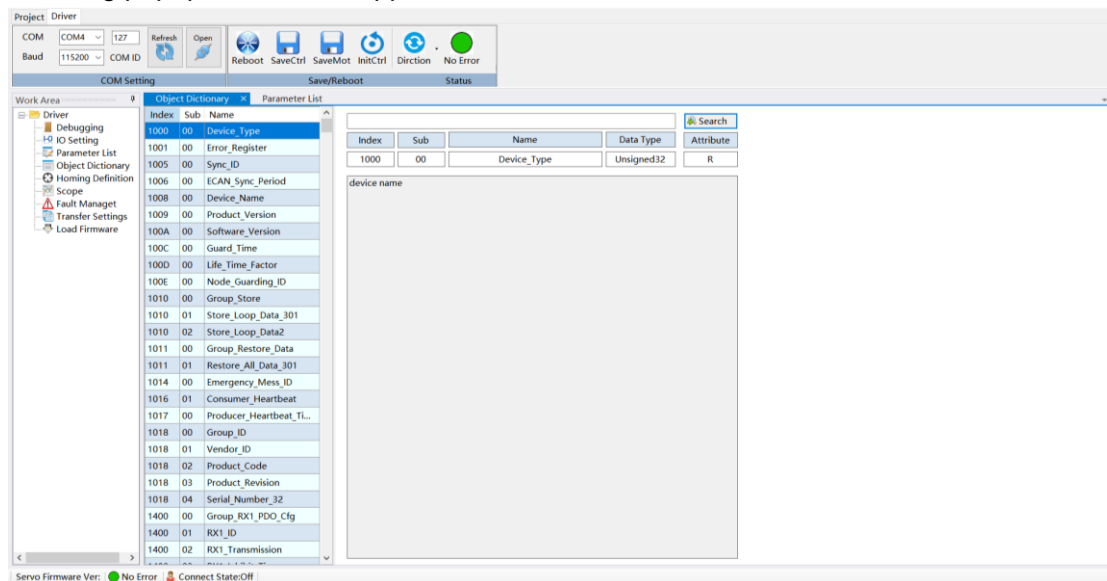 Project Driver
COM COM4 127 Refresh Open
Baud 115200 COM ID
Reboot SaveCtrl SaveMot InitCtrl Dirction . No Error
COM Setting Save/Reboot Status
Work Area
Driver
Debugging
IO Setting
Parameter List
Object Dictionary
Homing Definition
Scope
Fault Managet
Transfer Settings
Load Firmware
Object Dictionary × Parameter List
Index Sub Name
1000 00 Device_Type
1001 00 Error_Register
1005 00 Sync_ID
1006 00 ECAN_Sync_Period
1008 00 Device_Name
1009 00 Product_Version
100A 00 Software_Version
100C 00 Guard_Time
100D 00 Life_Time_Factor
100E 00 Node_Guarding_ID
1010 00 Group_Store
1010 01 Store_Loop_Data_301
1010 02 Store_Loop_Data2
1011 00 Group_Restore_Data
1011 01 Restore_All_Data_301
1014 00 Emergency_Mess_ID
1016 01 Consumer_Heartbeat
1017 00 Producer_Heartbeat_Ti...
1018 00 Group_ID
1018 01 Vendor_ID
1018 02 Product_Code
1018 03 Product_Revision
1018 04 Serial_Number_32
1400 00 Group_RX1_PDO_Cfg
1400 01 RX1_ID
1400 02 RX1_Transmission
Search
Index Sub Name Data Type Attribute
1000 00 Device_Type Unsigned32 R
device name
Servo Firmware Ver: No Error Connect State:Off